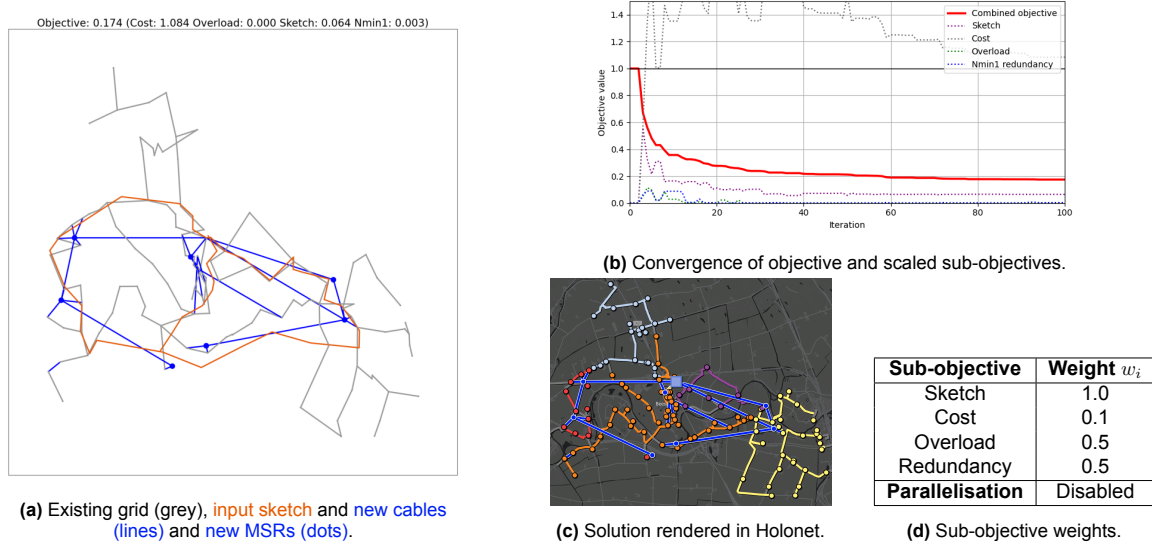 Objective: 0.174 (Cost: 1.084 Overload: 0.000 Sketch: 0.064 Nmin1: 0.003)
(a) Existing grid (grey), input sketch and new cables
(lines) and new MSRs (dots).
1.4
1.2
1.0
0.8
0.6
0.4
0.2
0.0
Objective value
0 20 40 60 80 100
Iteration
Combined objective
Sketch
Cost
Overload
Nmin1 redundancy
(b) Convergence of objective and scaled sub-objectives.
(c) Solution rendered in Holonet.
Sub-objective Weight wᵢ
Sketch 1.0
Cost 0.1
Overload 0.5
Redundancy 0.5
Parallelisation Disabled
(d) Sub-objective weights.